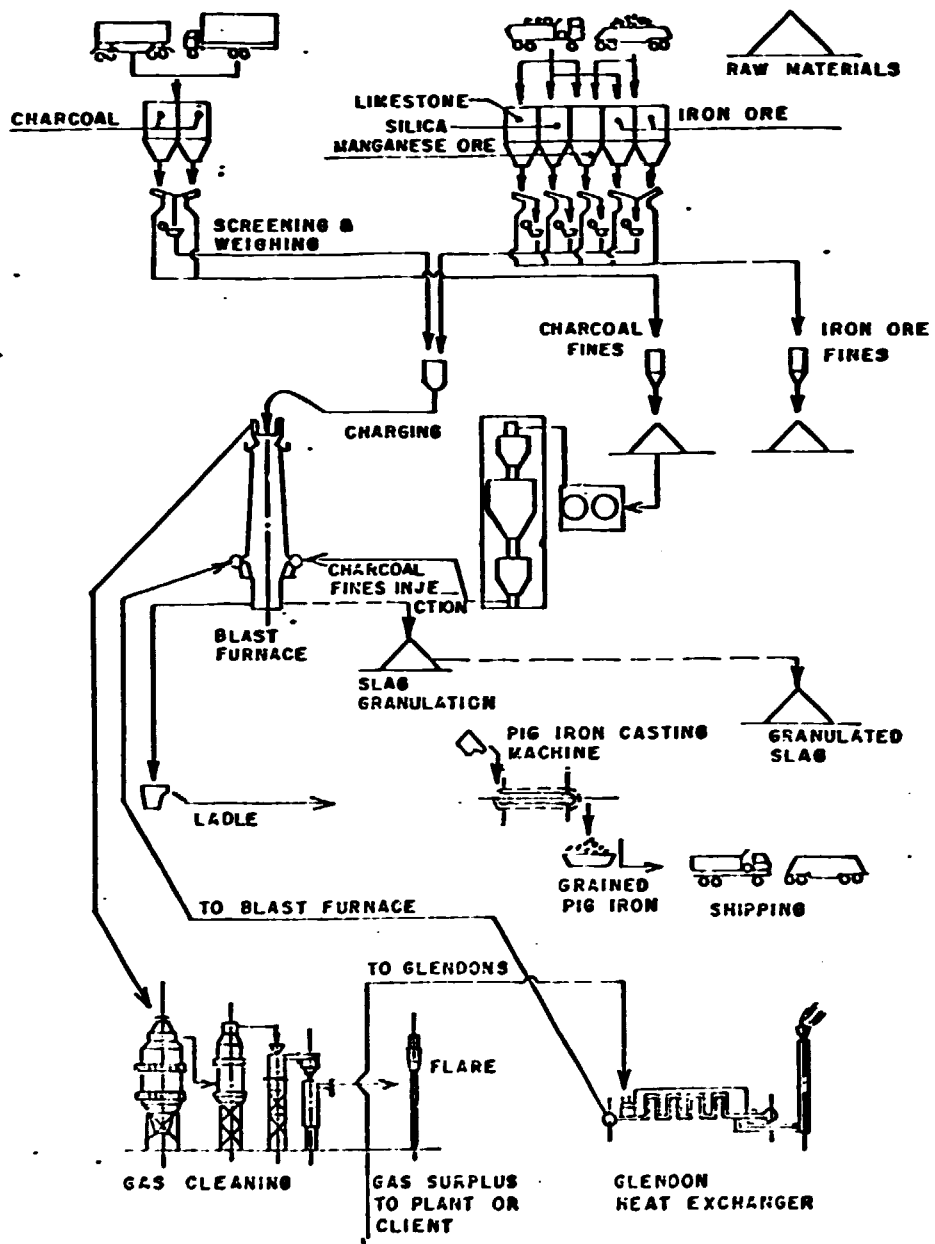 RAW MATERIALS
CHARCOAL
LIKESTONE
SILICA
MANGANESE ORE
IRON ORE
SCREENING &
WEIGHING
CHARCOAL
FINES
IRON ORE
FINES
CHARGING
CHARCOAL
FINES INJE
CTION
BLAST
FURNACE
SLAG
GRANULATION
GRANULATED
SLAG
PIG IRON CASTING
MACHINE
LADLE
GRAINED
PIG IRON
SHIPPING
TO BLAST FURNACE
TO GLENDONS
FLARE
GAS CLEANING
GAS SURPLUS
TO PLANT OR
CLIENT
GLENDON
HEAT EXCHANGER